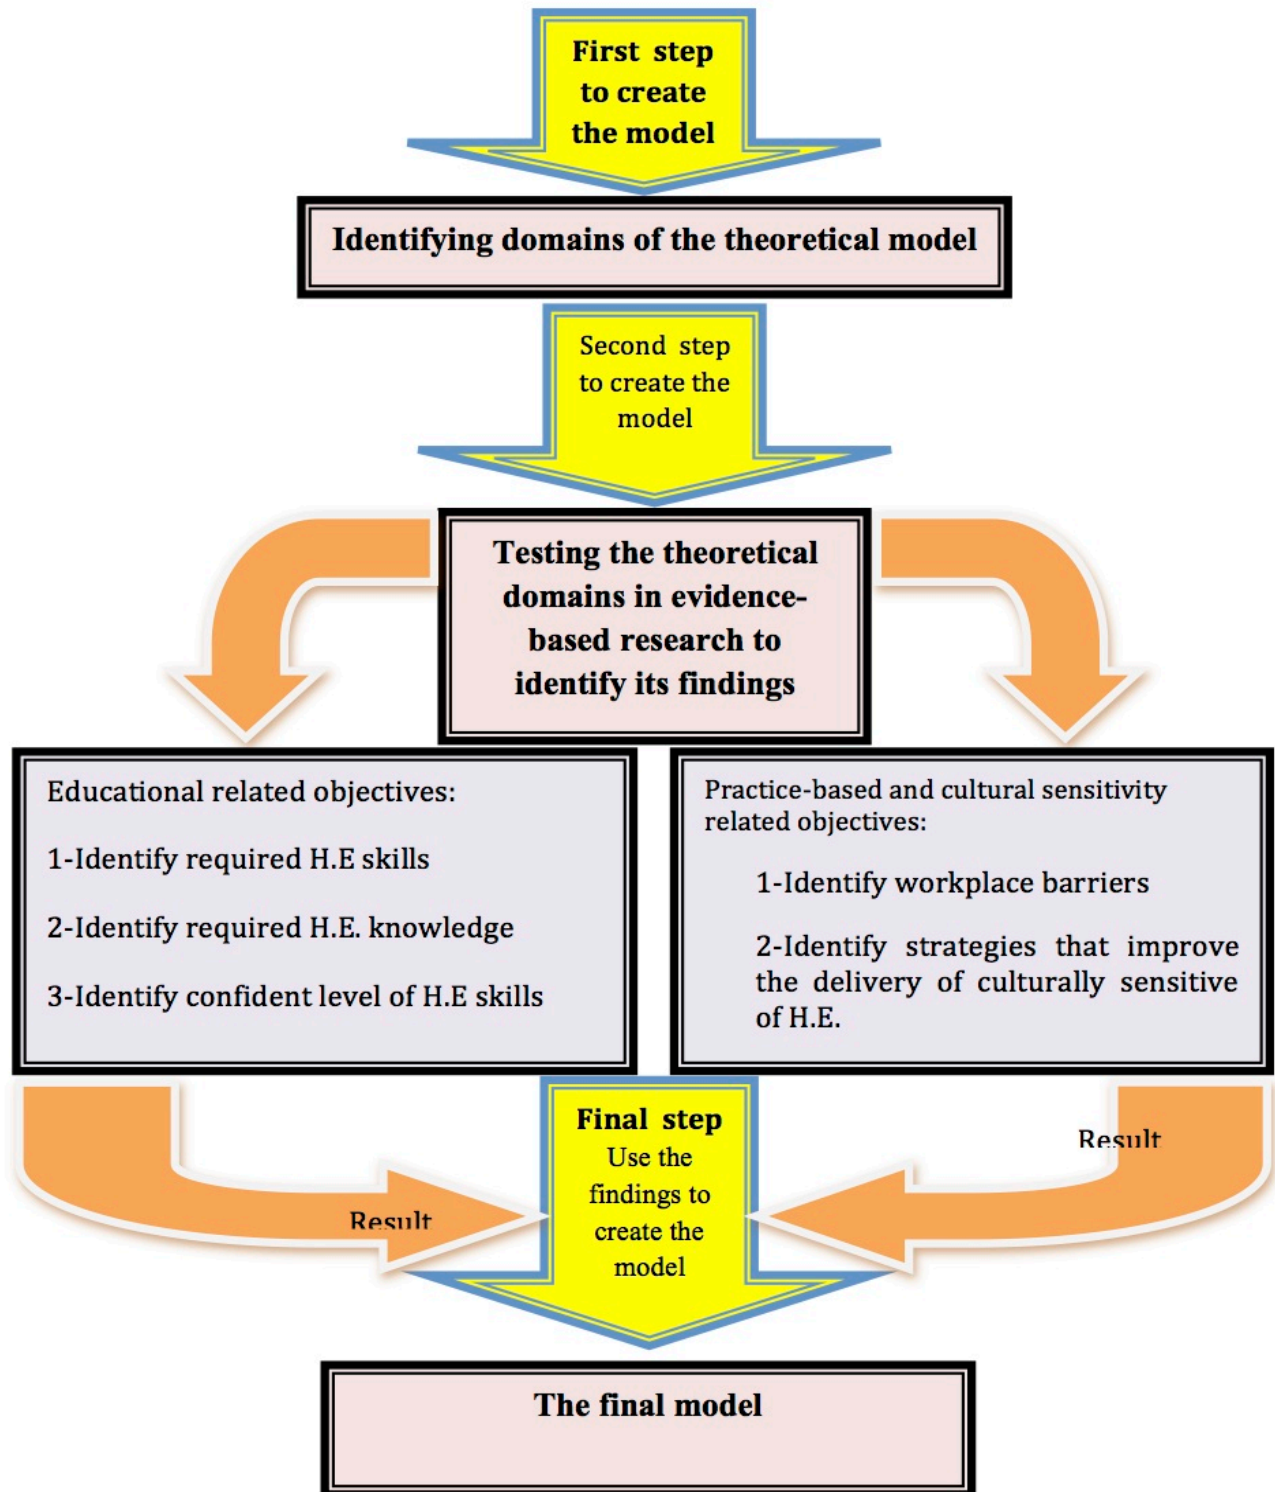 First step
to create
the model
Identifying domains of the theoretical model
Second step
to create the
model
Testing the theoretical
domains in evidence-
based research to
identify its findings
Educational related objectives:
1-Identify required H.E skills
2-Identify required H.E. knowledge
3-Identify confident level of H.E skills
Practice-based and cultural sensitivity
related objectives:
1-Identify workplace barriers
2-Identify strategies that improve
the delivery of culturally sensitive
of H.E.
Final step
Use the
findings to
create the
model
Result
Result
The final model